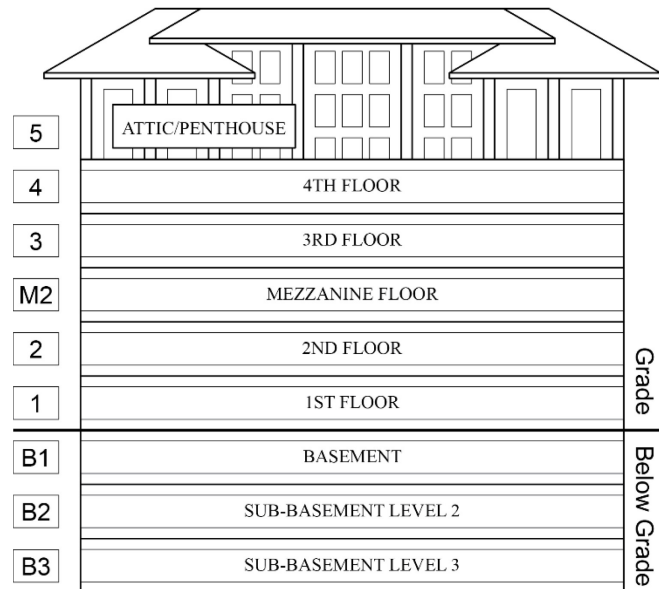 5 ATTIC/PENTHOUSE
4 4TH FLOOR
3 3RD FLOOR
M2 MEZZANINE FLOOR
2 2ND FLOOR
1 1ST FLOOR
Grade
B1 BASEMENT
B2 SUB-BASEMENT LEVEL 2
B3 SUB-BASEMENT LEVEL 3
Below Grade